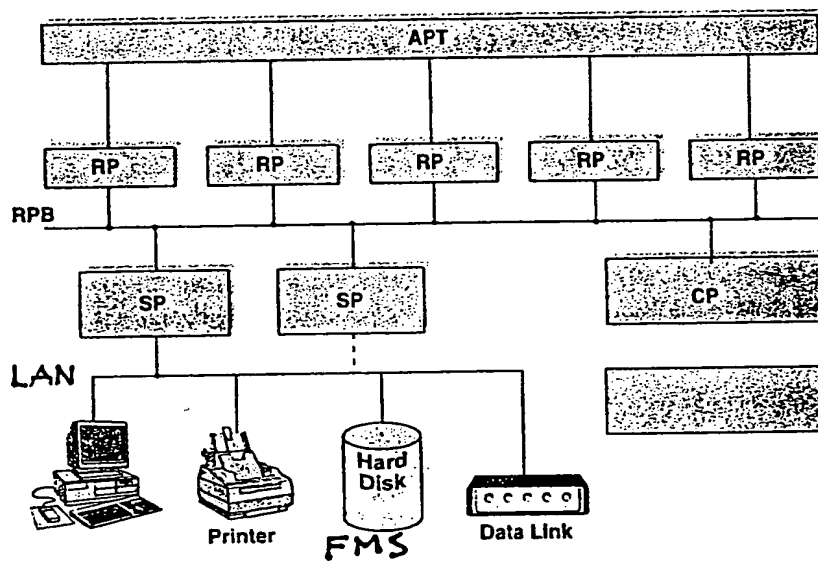 APT
RP RP RP RP RP
RPB
SP SP CP
LAN
Hard
Disk
Printer
FMS
Data Link